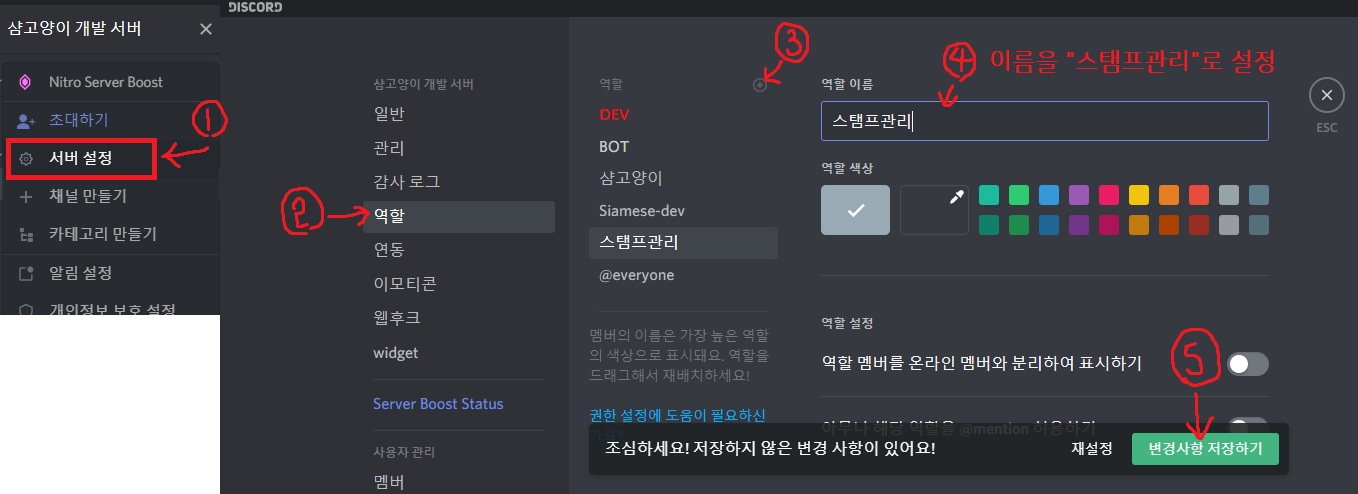 DISCORD
샴고양이 개발 서버
Nitro Server Boost
초대하기
①
서버 설정
채널 만들기
카테고리 만들기
알림 설정
개인정보 보호 설정
샴고양이 개발 서버
일반
관리
감사 로그
②
역할
연동
이모티콘
웹후크
widget
Server Boost Status
사용자 관리
멤버
③
역할
DEV
BOT
샴고양이
Siamese-dev
스탬프관리
@everyone
멤버의 이름은 가장 높은 역할
의 색상으로 표시돼요. 역할을
드래그해서 재배치하세요!
권한 설정에 도움이 필요하신
④ 이름을 "스탬프관리"로 설정
역할 이름
스탬프관리
ESC
역할 색상
역할 설정
역할 멤버를 온라인 멤버와 분리하여 표시하기
⑤
아무나 해당 역할을 @mention 허용하기
조심하세요! 저장하지 않은 변경 사항이 있어요!
재설정
변경사항 저장하기